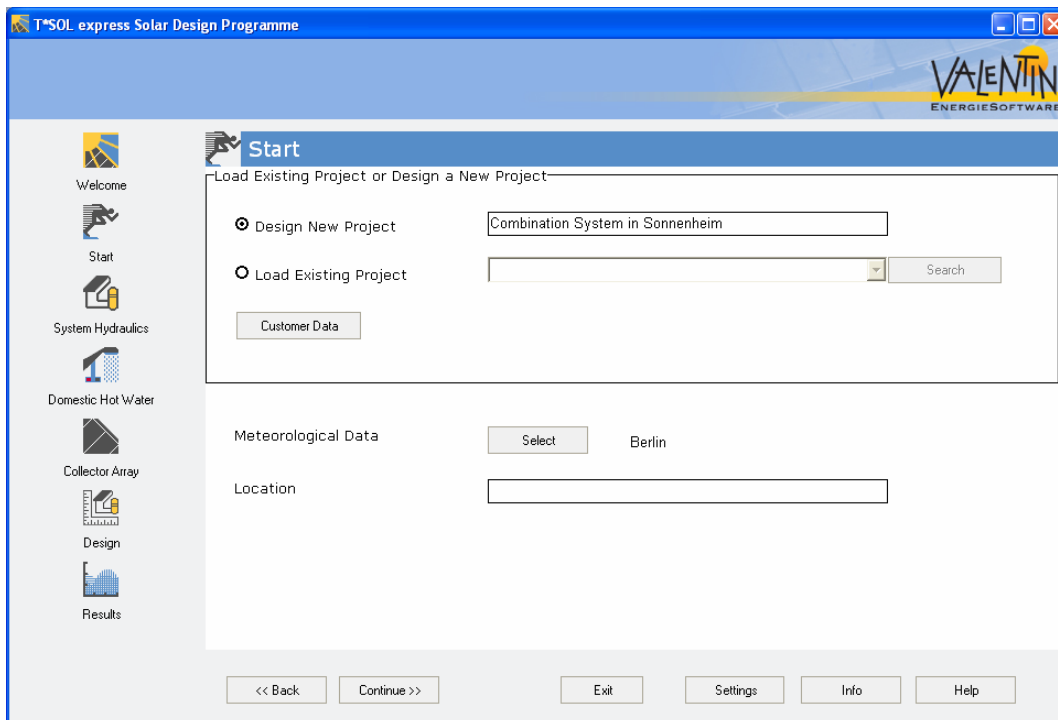 T*SOL express Solar Design Programme
VALENTIN
ENERGIESOFTWARE
Welcome
Start
System Hydraulics
Domestic Hot Water
Collector Array
Design
Results
Start
Load Existing Project or Design a New Project
Design New Project
Combination System in Sonnenheim
Load Existing Project
Search
Customer Data
Meteorological Data
Select
Berlin
Location
<< Back
Continue >>
Exit
Settings
Info
Help